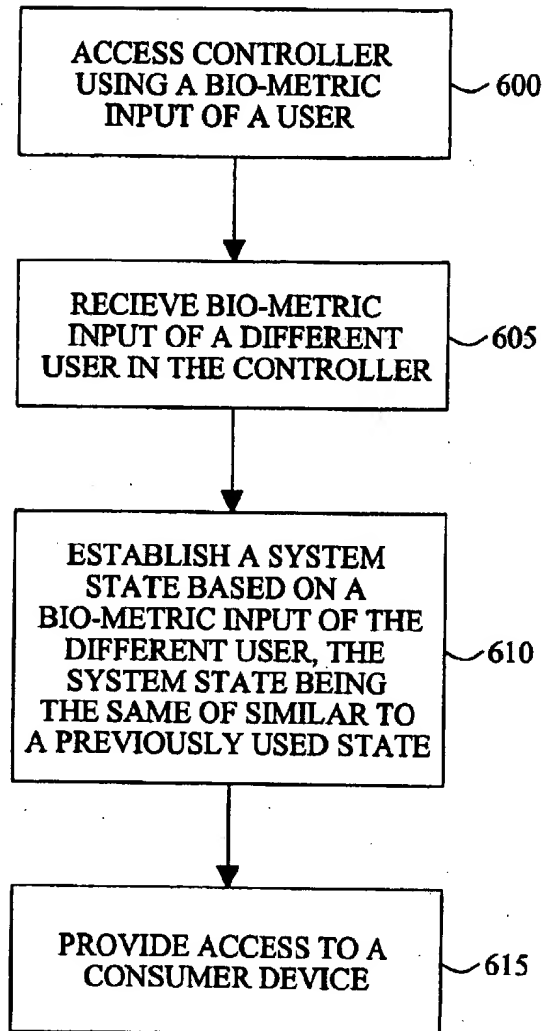 ACCESS CONTROLLER
USING A BIO-METRIC
INPUT OF A USER
600
RECIEVE BIO-METRIC
INPUT OF A DIFFERENT
USER IN THE CONTROLLER
605
ESTABLISH A SYSTEM
STATE BASED ON A
BIO-METRIC INPUT OF THE
DIFFERENT USER, THE
SYSTEM STATE BEING
THE SAME OF SIMILAR TO
A PREVIOUSLY USED STATE
610
PROVIDE ACCESS TO A
CONSUMER DEVICE
615